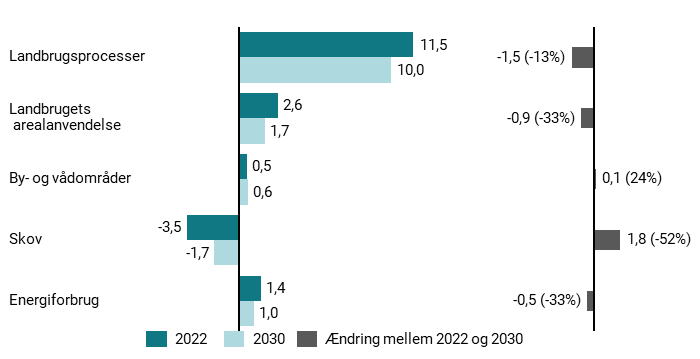 Landbrugsprocesser
11,5
10,0
-1,5 (-13%)
Landbrugets
arealanvendelse
2,6
1,7
-0,9 (-33%)
By- og vådområder
0,5
0,6
0,1 (24%)
Skov
-3,5
-1,7
1,8 (-52%)
Energiforbrug
1,4
1,0
-0,5 (-33%)
2022 2030 Ændring mellem 2022 og 2030